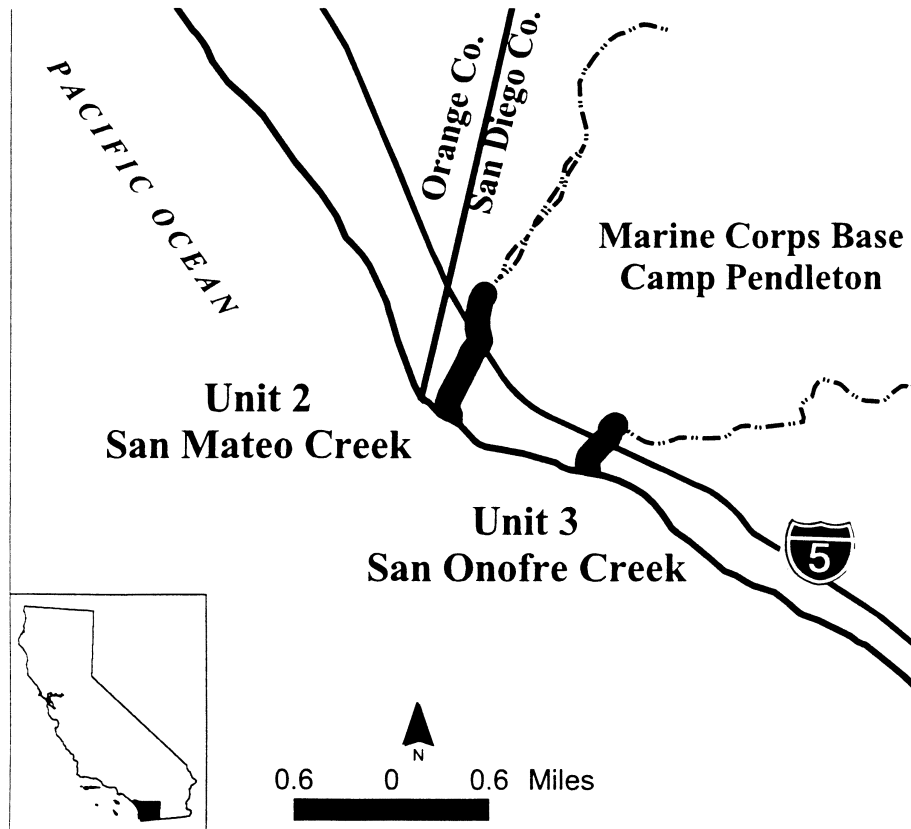 PACIFIC OCEAN
Orange Co.
San Diego Co.
Marine Corps Base
Camp Pendleton
Unit 2
San Mateo Creek
Unit 3
San Onofre Creek
5
N
0.6 0 0.6 Miles